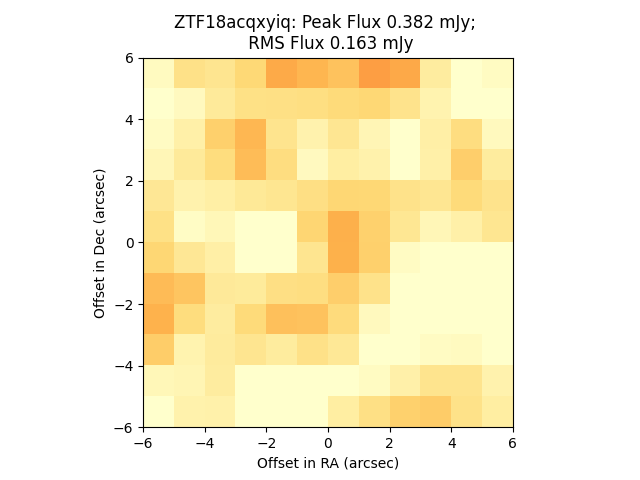 ZTF18acqxyiq: Peak Flux 0.382 mJy;
RMS Flux 0.163 mJy
6
4
2
0
−2
−4
−6
Offset in Dec (arcsec)
−6 −4 −2 0 2 4 6
Offset in RA (arcsec)